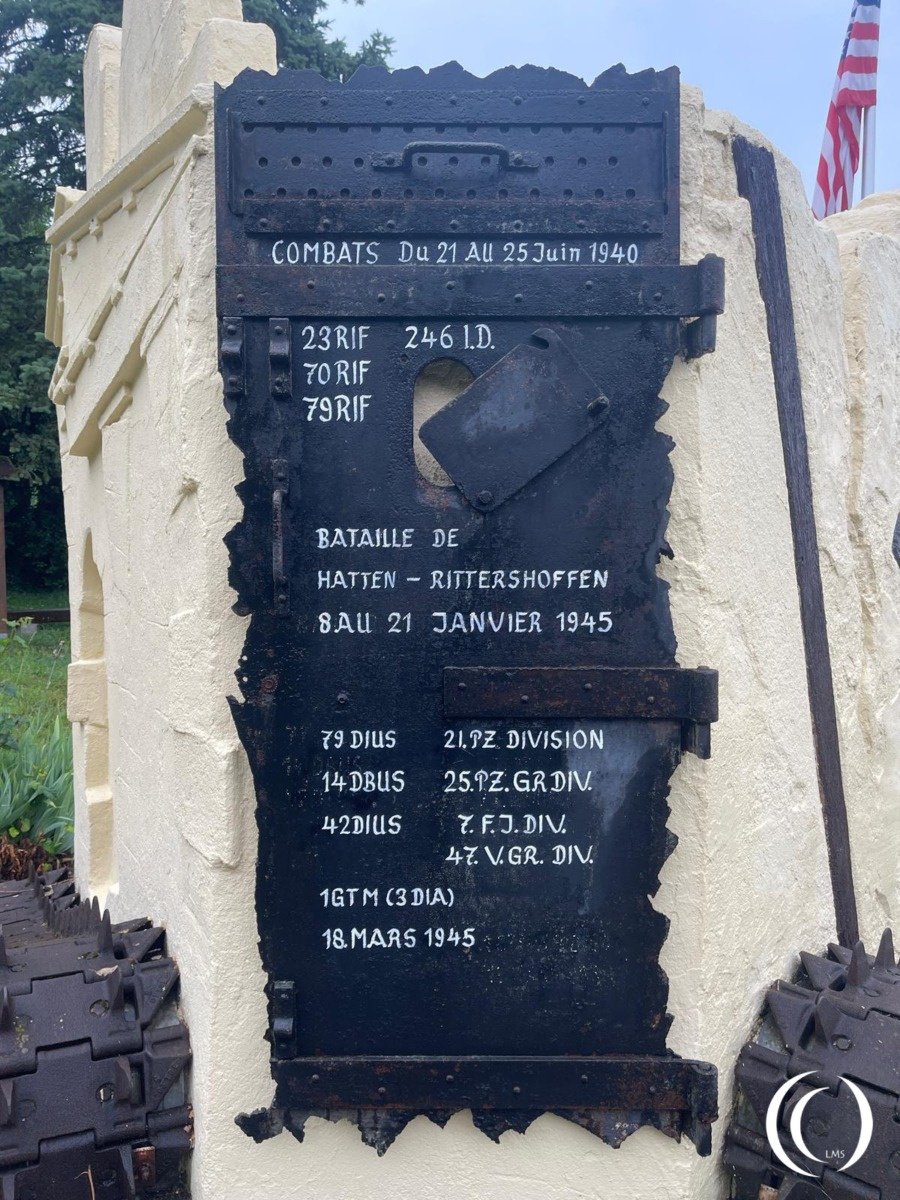 COMBATS Du 21 AU 25 Juin 1940
23 RIF 246 I.D.
70 RIF
79 RIF
BATAILLE DE
HATTEN – RITTERSHOFFEN
8.AU 21 JANVIER 1945
79 DIUS 21.PZ DIVISION
14 DBUS 25.PZ.GR DIV.
42 DIUS 7. F.J. DIV.
47. V.GR. DIV.
1GTM (3 DIA)
18.MARS 1945
LMS